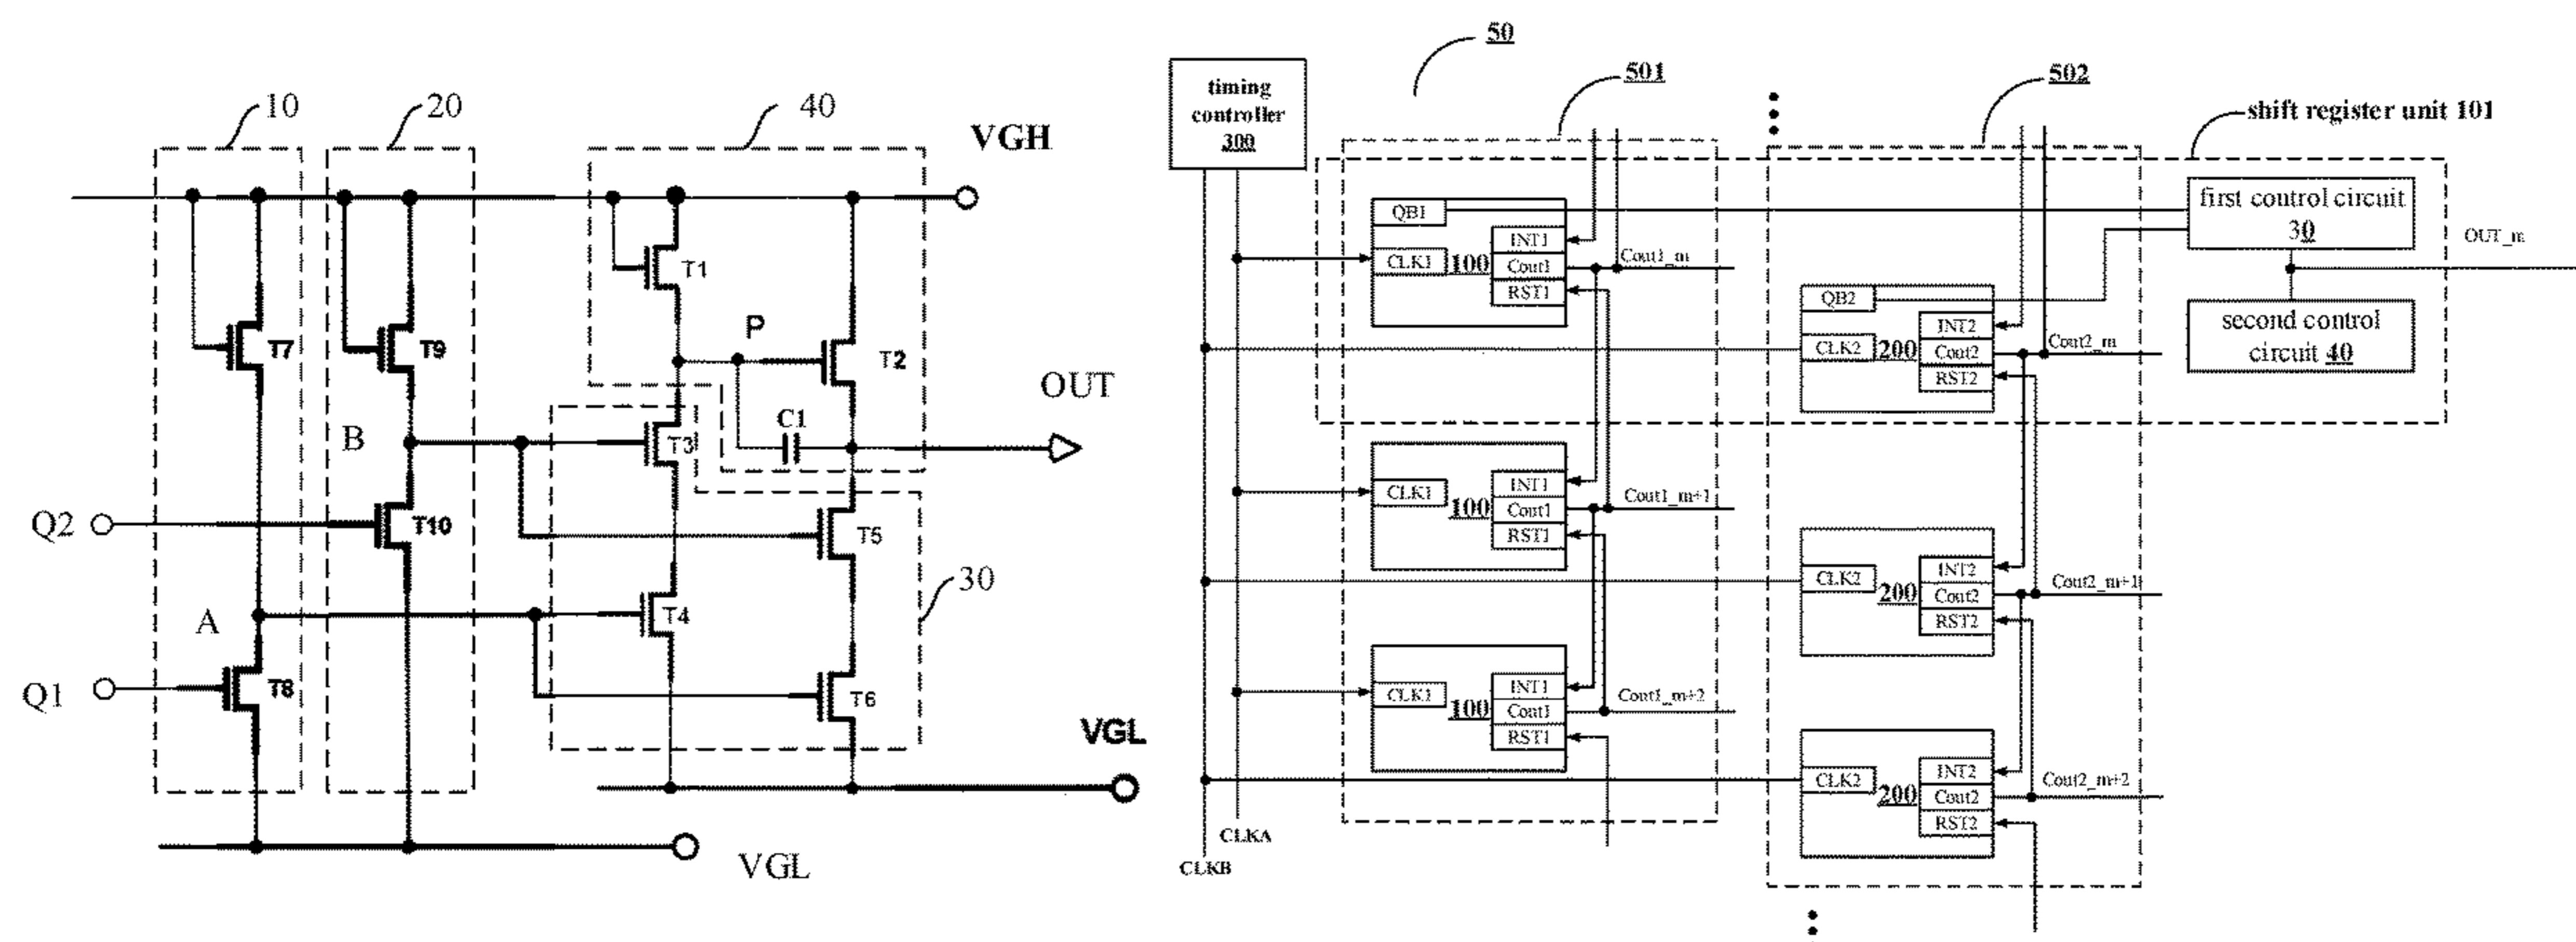 10
20
40
VGH
T1
P
T7
T9
T2
OUT
C1
B
T3
Q2
T10
T5
30
T4
A
Q1
T8
T6
VGL
VGL
50
501
502
timing
controller
300
shift register unit 101
QB1
INT1
CLK1
100
Cout1
Cout1_m
RST1
first control circuit
30
OUT_m
QB2
INT2
CLK2
200
Cout2
Cout2_m
RST2
second control
circuit 40
INT1
CLK1
100
Cout1
Cout1_m+1
RST1
INT2
CLK2
200
Cout2
Cout2_m+1
RST2
INT1
CLK1
100
Cout1
Cout1_m+2
RST1
INT2
CLK2
200
Cout2
Cout2_m+2
RST2
CLKA
CLKB